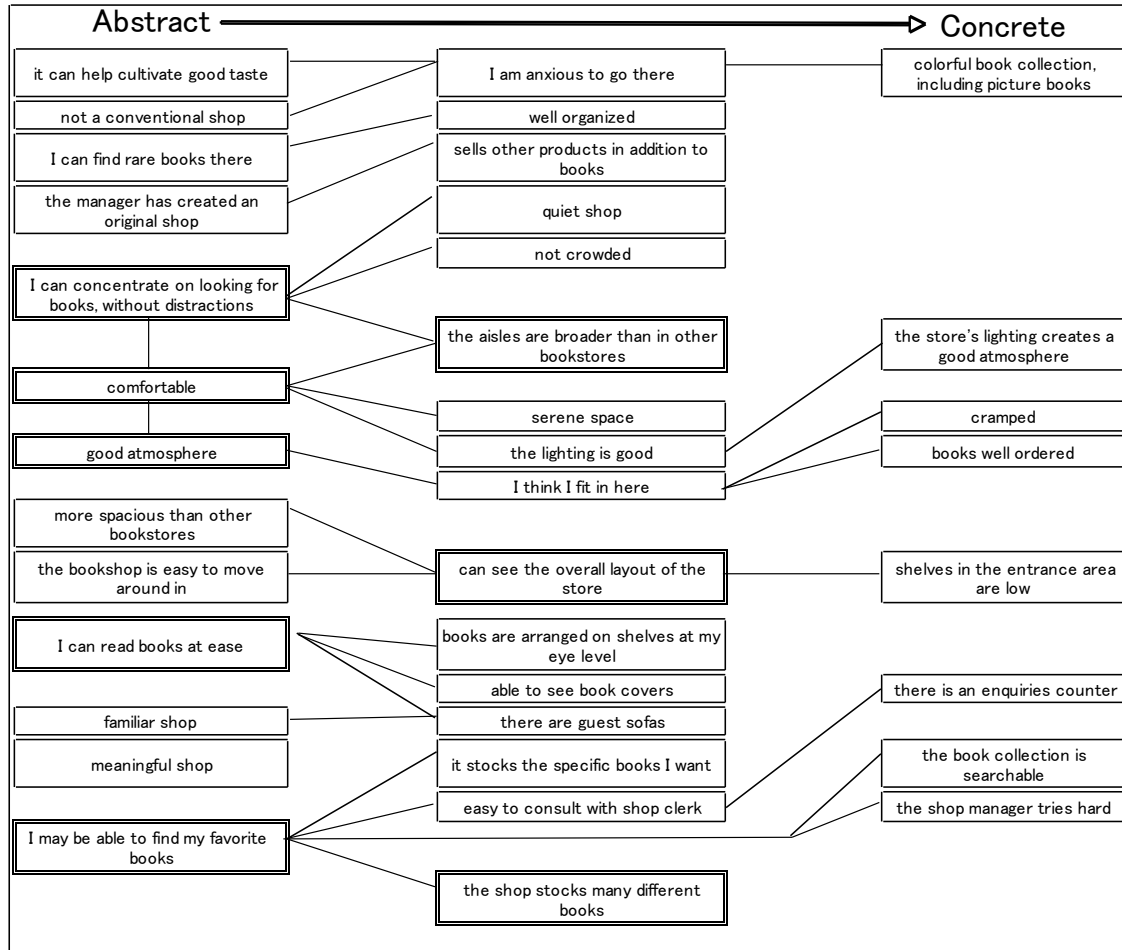 Abstract
Concrete
it can help cultivate good taste
not a conventional shop
I can find rare books there
the manager has created an
original shop
I can concentrate on looking for
books, without distractions
comfortable
good atmosphere
more spacious than other
bookstores
the bookshop is easy to move
around in
I can read books at ease
familiar shop
meaningful shop
I may be able to find my favorite
books
I am anxious to go there
well organized
sells other products in addition to
books
quiet shop
not crowded
the aisles are broader than in other
bookstores
serene space
the lighting is good
I think I fit in here
can see the overall layout of the
store
books are arranged on shelves at my
eye level
able to see book covers
there are guest sofas
it stocks the specific books I want
easy to consult with shop clerk
the shop stocks many different
books
colorful book collection,
including picture books
the store's lighting creates a
good atmosphere
cramped
books well ordered
shelves in the entrance area
are low
there is an enquiries counter
the book collection is
searchable
the shop manager tries hard